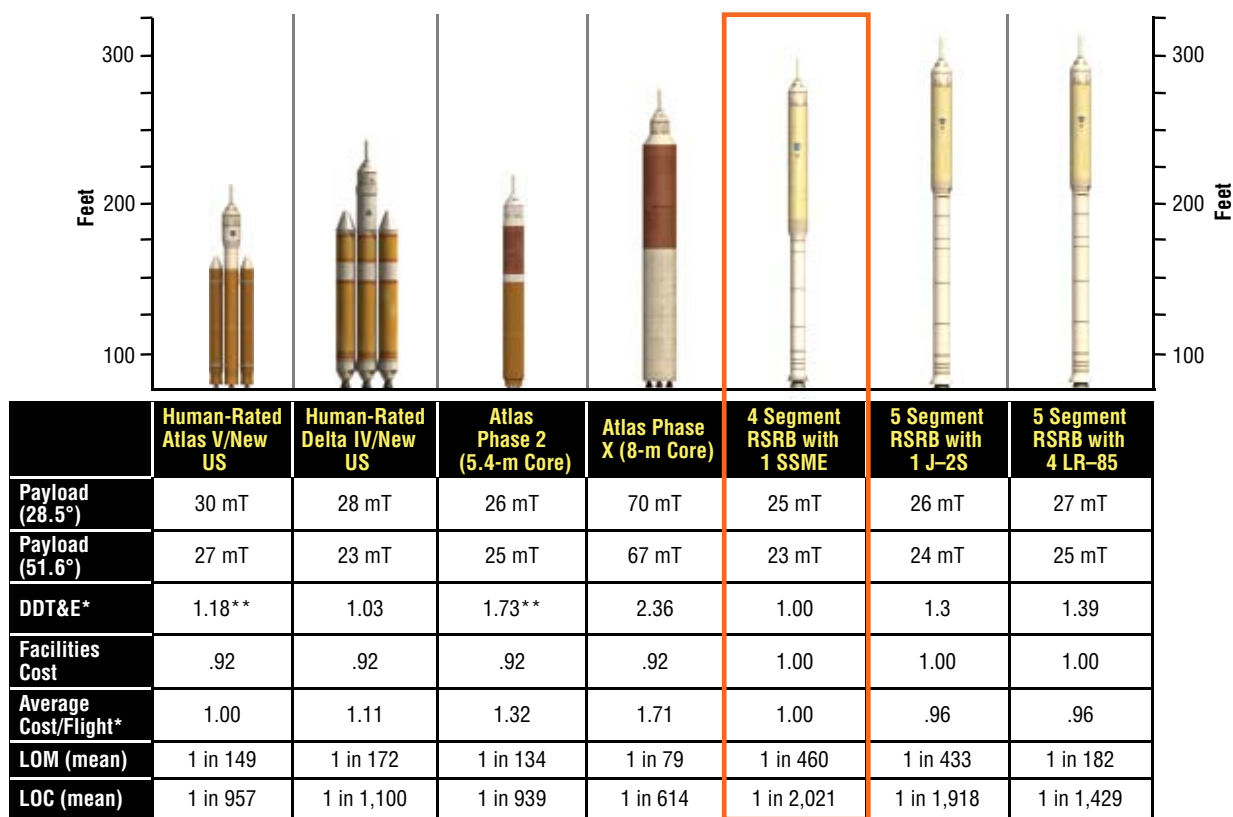 300
200
100
Feet
300
200
100
Feet
Human-Rated
Atlas V/New
US
Human-Rated
Delta IV/New
US
Atlas
Phase 2
(5.4-m Core)
Atlas Phase
X (8-m Core)
4 Segment
RSRB with
1 SSME
5 Segment
RSRB with
1 J–2S
5 Segment
RSRB with
4 LR–85
Payload
(28.5°)
30 mT 28 mT 26 mT 70 mT 25 mT 26 mT 27 mT
Payload
(51.6°)
27 mT 23 mT 25 mT 67 mT 23 mT 24 mT 25 mT
DDT&E* 1.18** 1.03 1.73** 2.36 1.00 1.3 1.39
Facilities
Cost
.92 .92 .92 .92 1.00 1.00 1.00
Average
Cost/Flight*
1.00 1.11 1.32 1.71 1.00 .96 .96
LOM (mean) 1 in 149 1 in 172 1 in 134 1 in 79 1 in 460 1 in 433 1 in 182
LOC (mean) 1 in 957 1 in 1,100 1 in 939 1 in 614 1 in 2,021 1 in 1,918 1 in 1,429